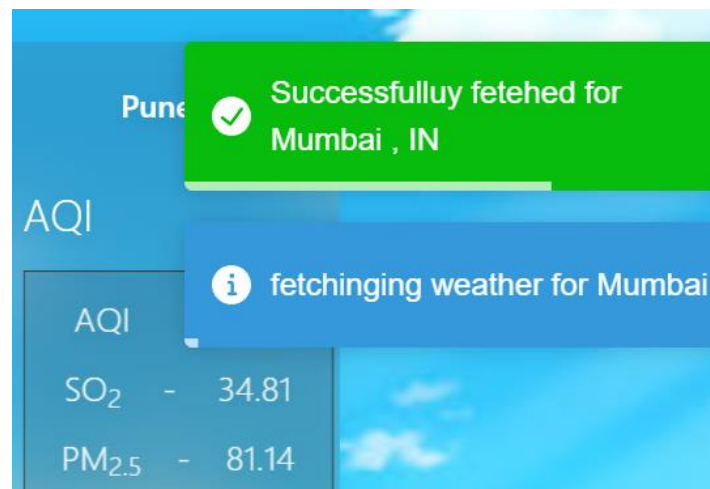 Pune
Successfulluy fetehed for
Mumbai , IN
AQI
fetchinging weather for Mumbai
AQI
SO₂ - 34.81
PM₂.₅ - 81.14